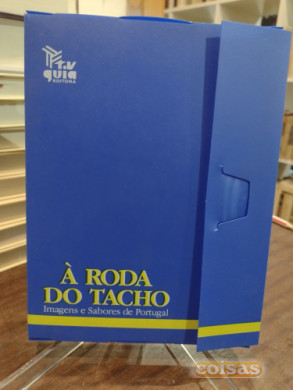 tv
guia
EDITORA
À RODA
DO TACHO
Imagens e Sabores de Portugal
coisas